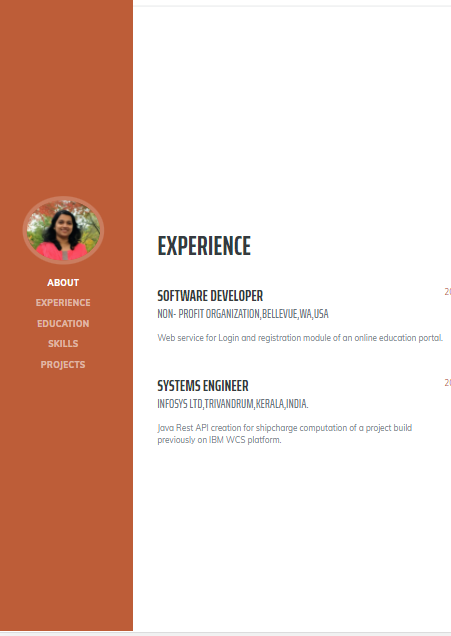 ABOUT
EXPERIENCE
EDUCATION
SKILLS
PROJECTS
EXPERIENCE
SOFTWARE DEVELOPER
20
NON- PROFIT ORGANIZATION,BELLEVUE,WA,USA
Web service for Login and registration module of an online education portal.
SYSTEMS ENGINEER
20
INFOSYS LTD,TRIVANDRUM,KERALA,INDIA.
Java Rest API creation for shipcharge computation of a project build
previously on IBM WCS platform.